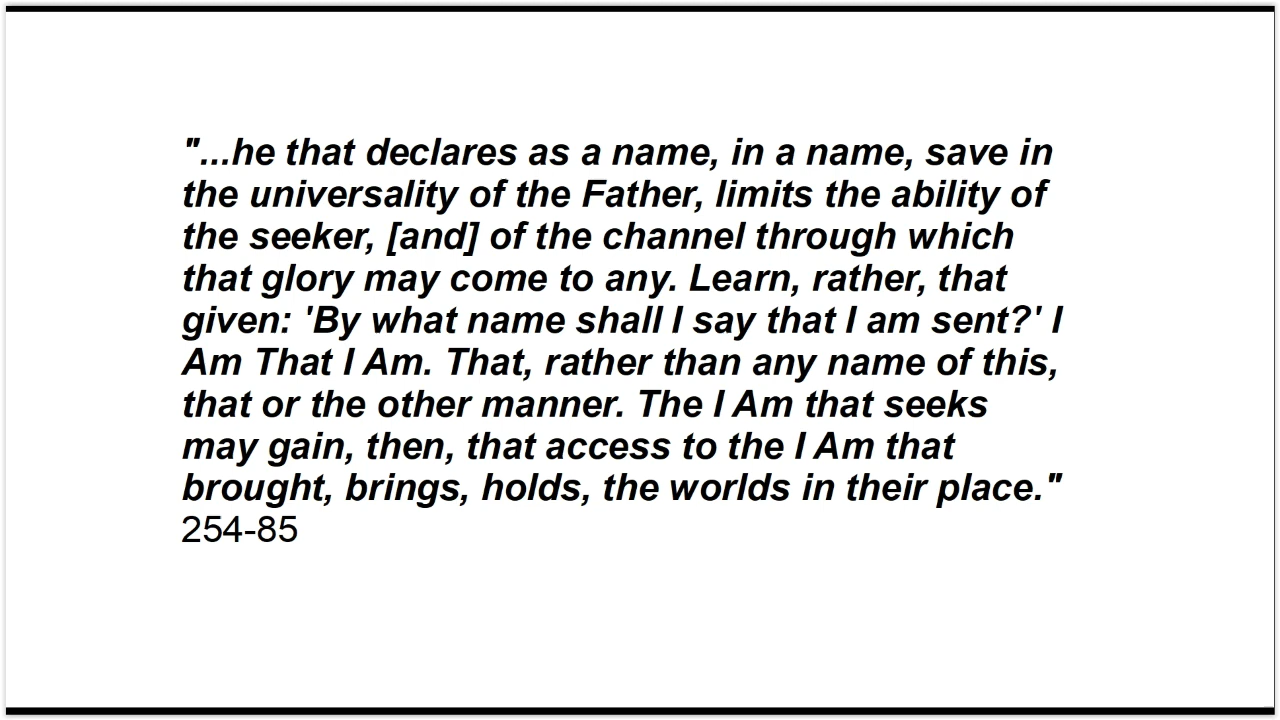 "...he that declares as a name, in a name, save in
the universality of the Father, limits the ability of
the seeker, [and] of the channel through which
that glory may come to any. Learn, rather, that
given: 'By what name shall I say that I am sent?' I
Am That I Am. That, rather than any name of this,
that or the other manner. The I Am that seeks
may gain, then, that access to the I Am that
brought, brings, holds, the worlds in their place."
254-85